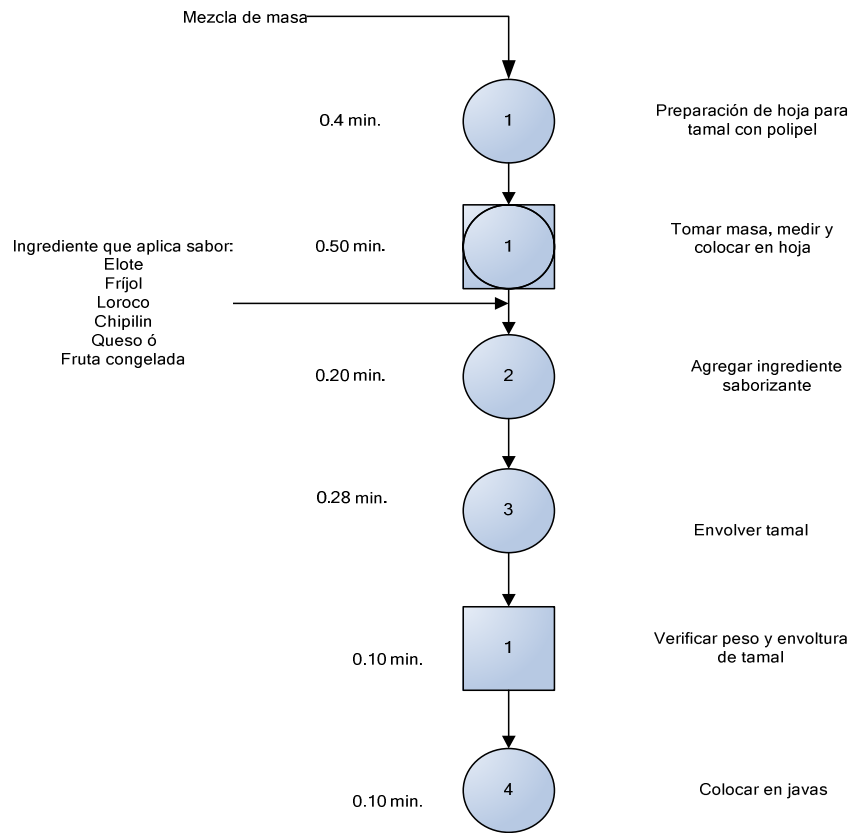 Mezcla de masa
0.4 min.
1
Preparación de hoja para
tamal con polipel
Ingrediente que aplica sabor:
Elote
Fríjol
Loroco
Chipilin
Queso ó
Fruta congelada
0.50 min.
1
Tomar masa, medir y
colocar en hoja
0.20 min.
2
Agregar ingrediente
saborizante
0.28 min.
3
Envolver tamal
0.10 min.
1
Verificar peso y envoltura
de tamal
0.10 min.
4
Colocar en javas